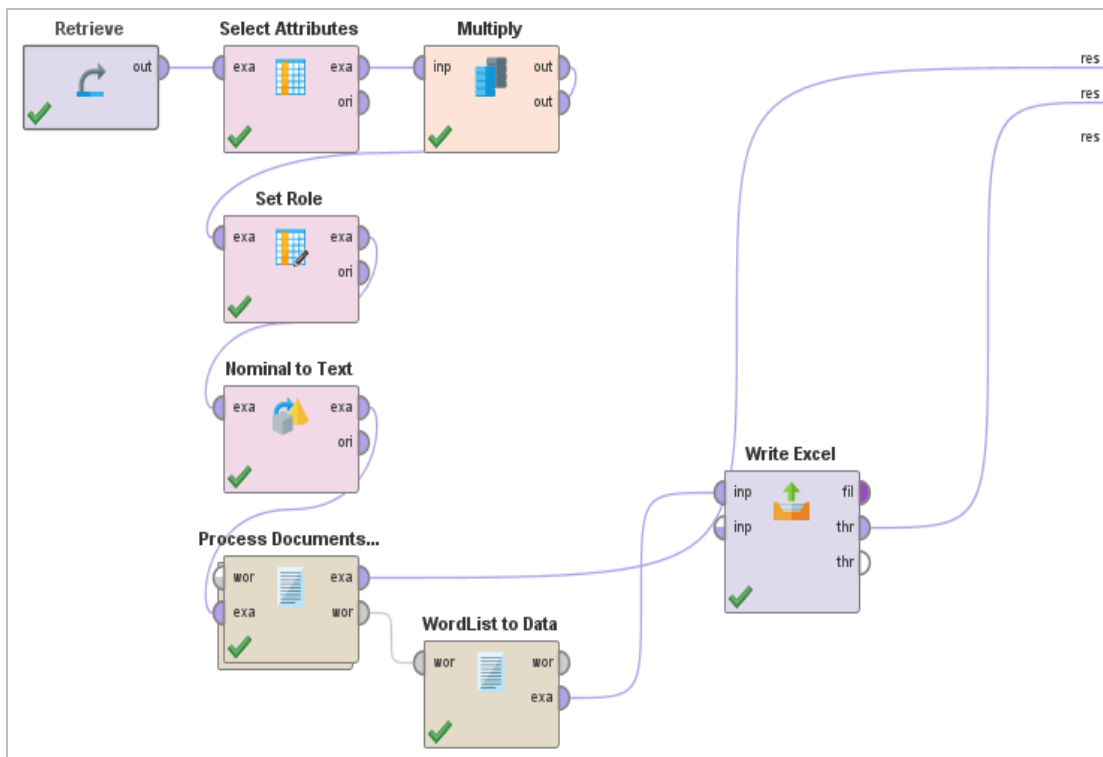 Retrieve
out
Select Attributes
exa exa
ori
Multiply
inp out
out
res
res
res
Set Role
exa exa
ori
Nominal to Text
exa exa
ori
Process Documents...
wor exa
exa wor
WordList to Data
wor wor
exa
Write Excel
inp fil
inp thr
thr